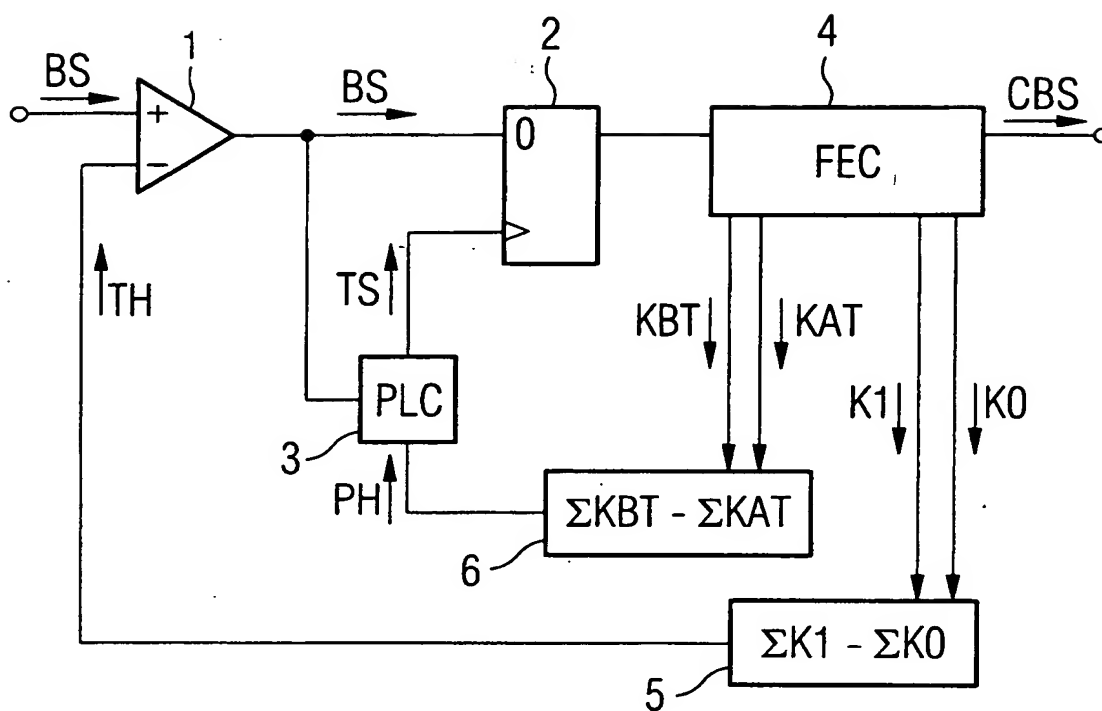 1
2
4
BS
BS
CBS
+
−
0
FEC
TH
TS
KBT
KAT
K1
K0
PLC
3
PH
ΣKBT - ΣKAT
6
ΣK1 - ΣK0
5